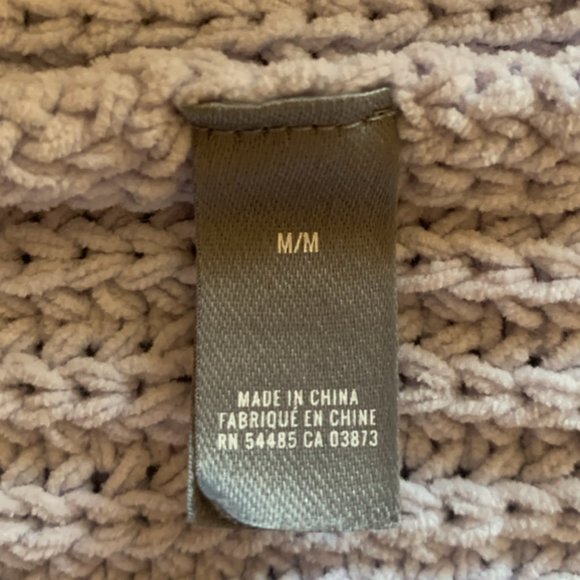 M/M
MADE IN CHINA
FABRIQUÉ EN CHINE
RN 54485 CA 03873